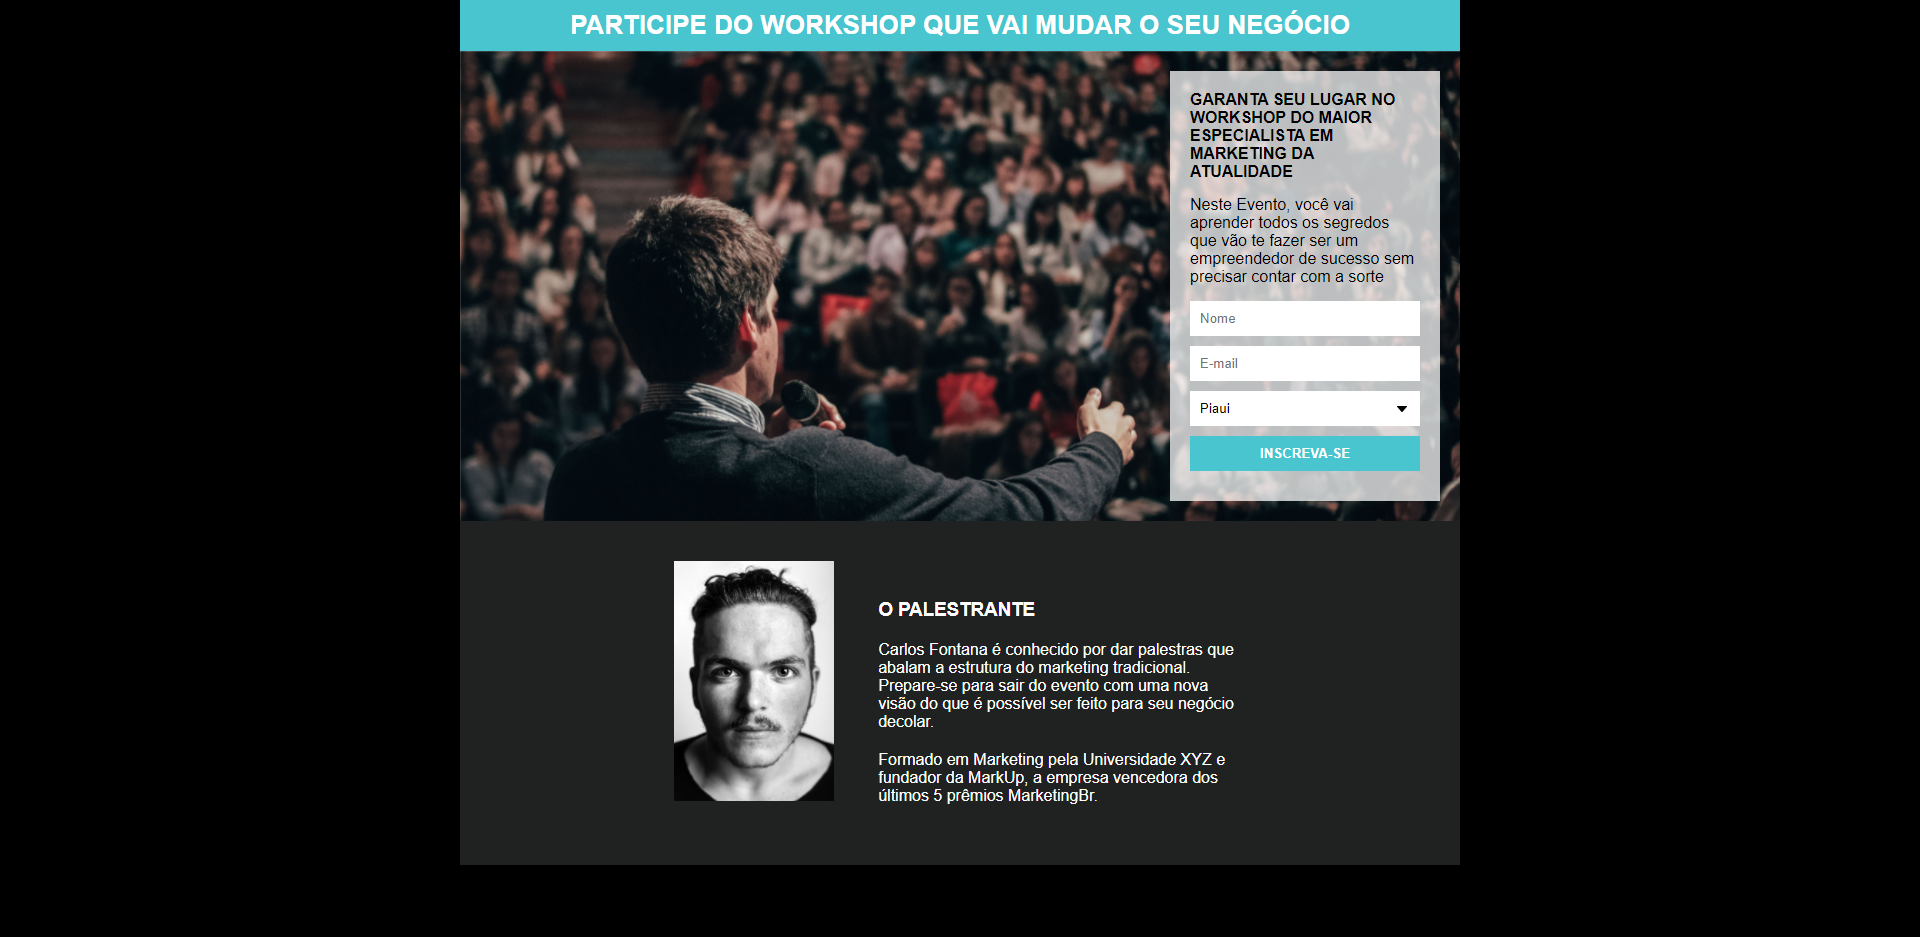 PARTICIPE DO WORKSHOP QUE VAI MUDAR O SEU NEGÓCIO
GARANTA SEU LUGAR NO
WORKSHOP DO MAIOR
ESPECIALISTA EM
MARKETING DA
ATUALIDADE
Neste Evento, você vai
aprender todos os segredos
que vão te fazer ser um
empreendedor de sucesso sem
precisar contar com a sorte
Nome
E-mail
Piaui
INSCREVA-SE
O PALESTRANTE
Carlos Fontana é conhecido por dar palestras que
abalam a estrutura do marketing tradicional.
Prepare-se para sair do evento com uma nova
visão do que é possível ser feito para seu negócio
decolar.
Formado em Marketing pela Universidade XYZ e
fundador da MarkUp, a empresa vencedora dos
últimos 5 prêmios MarketingBr.